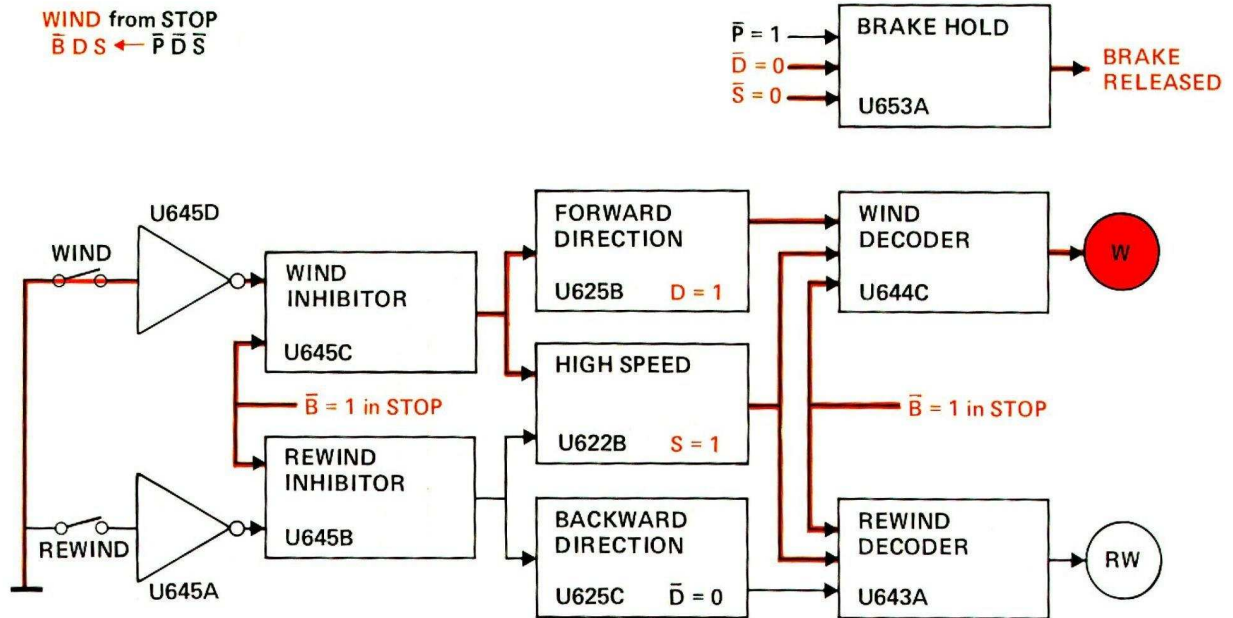 WIND from STOP
B̄ D S ← P̄ D̄ S̄
P̄ = 1
D̄ = 0
S̄ = 0
BRAKE HOLD
U653A
BRAKE
RELEASED
U645D
WIND
WIND
INHIBITOR
U645C
FORWARD
DIRECTION
U625B D = 1
WIND
DECODER
U644C
W
B̄ = 1 in STOP
HIGH SPEED
U622B S = 1
B̄ = 1 in STOP
REWIND
U645A
REWIND
INHIBITOR
U645B
BACKWARD
DIRECTION
U625C D̄ = 0
REWIND
DECODER
U643A
RW